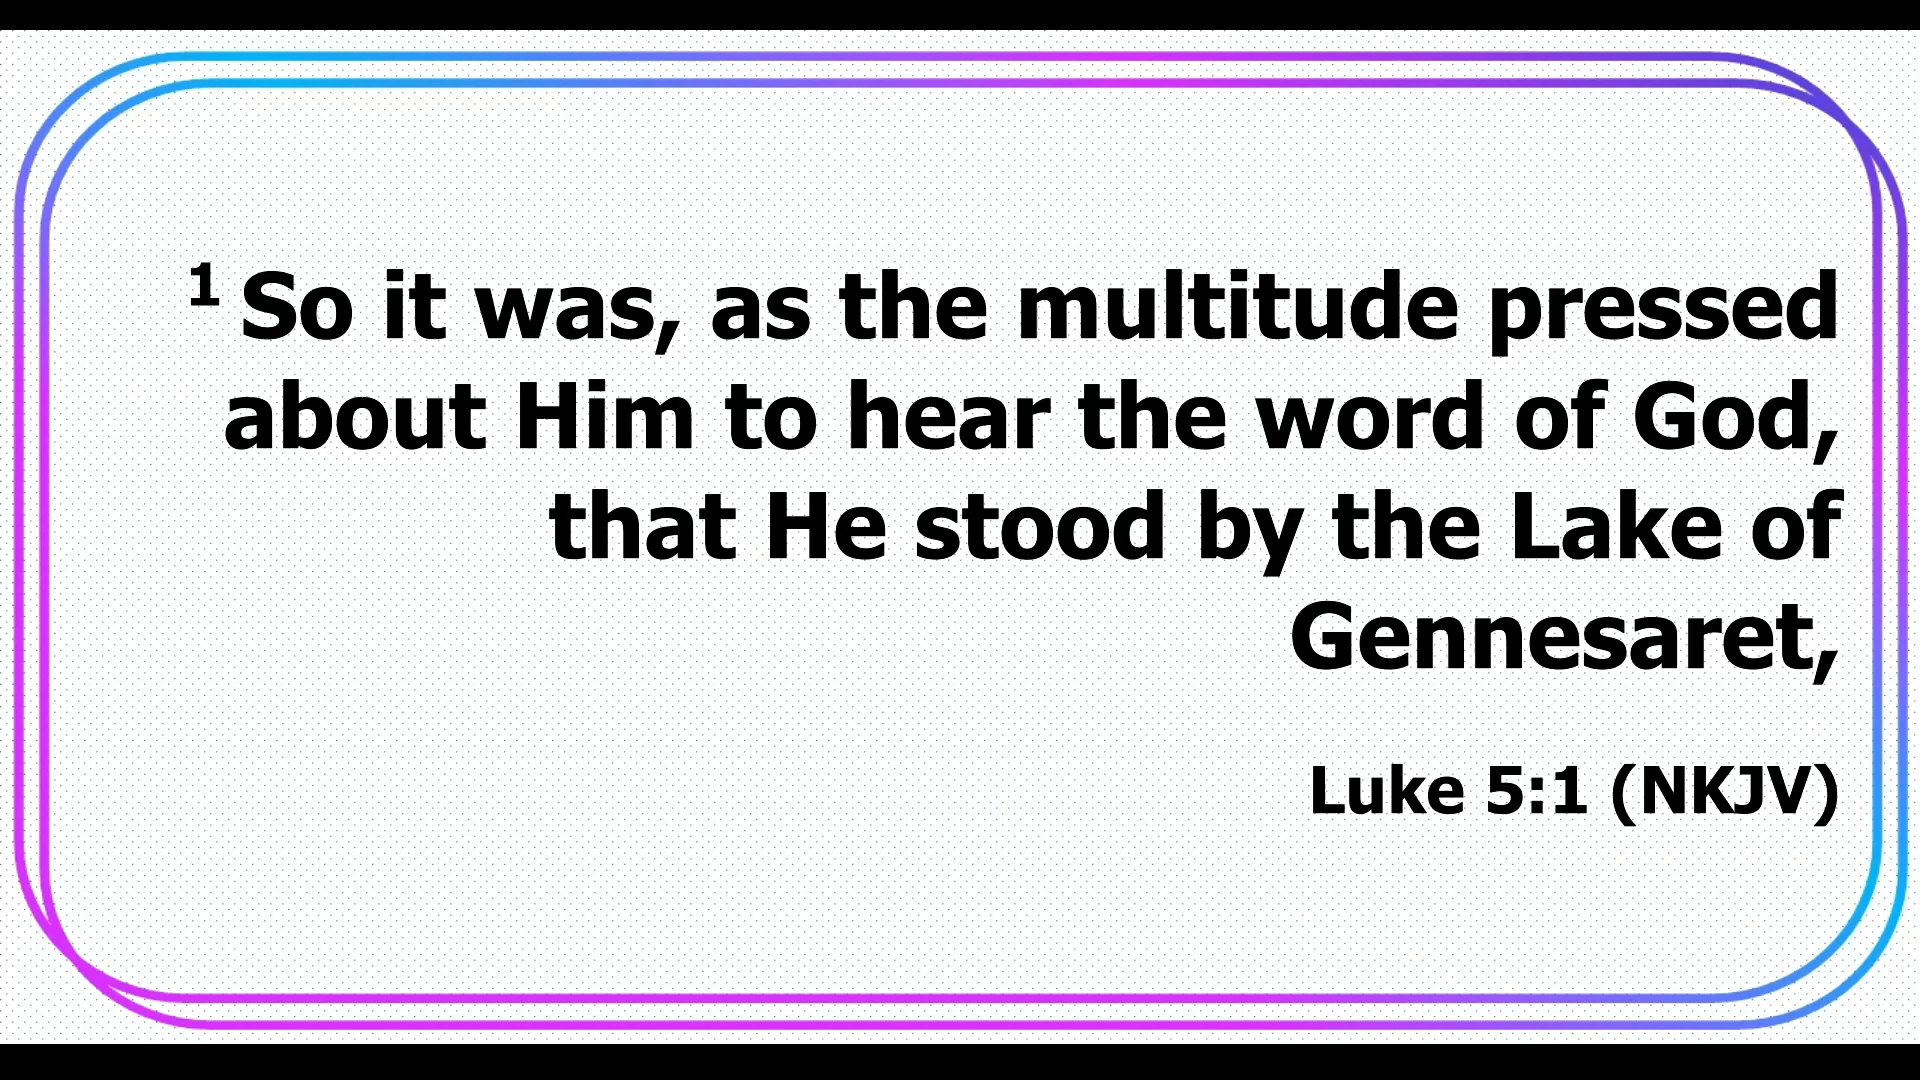 1 So it was, as the multitude pressed
about Him to hear the word of God,
that He stood by the Lake of
Gennesaret,
Luke 5:1 (NKJV)